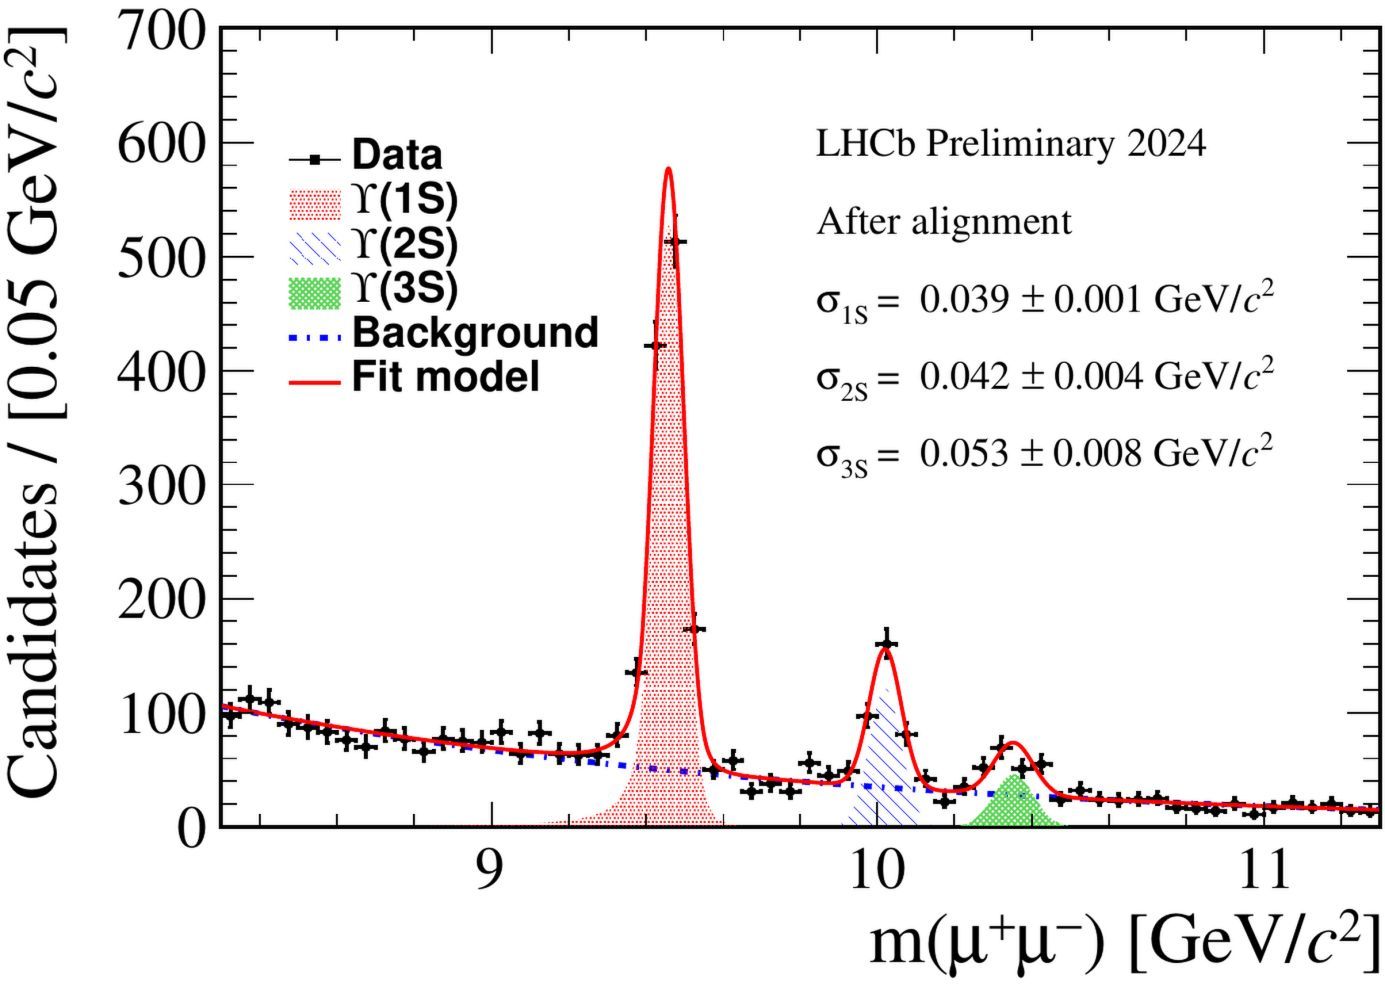 Candidates / [0.05 GeV/c²]
700
600
500
400
300
200
100
0
Data
ϒ(1S)
ϒ(2S)
ϒ(3S)
Background
Fit model
LHCb Preliminary 2024
After alignment
σ1S = 0.039 ± 0.001 GeV/c²
σ2S = 0.042 ± 0.004 GeV/c²
σ3S = 0.053 ± 0.008 GeV/c²
9 10 11
m(μ⁺μ⁻) [GeV/c²]